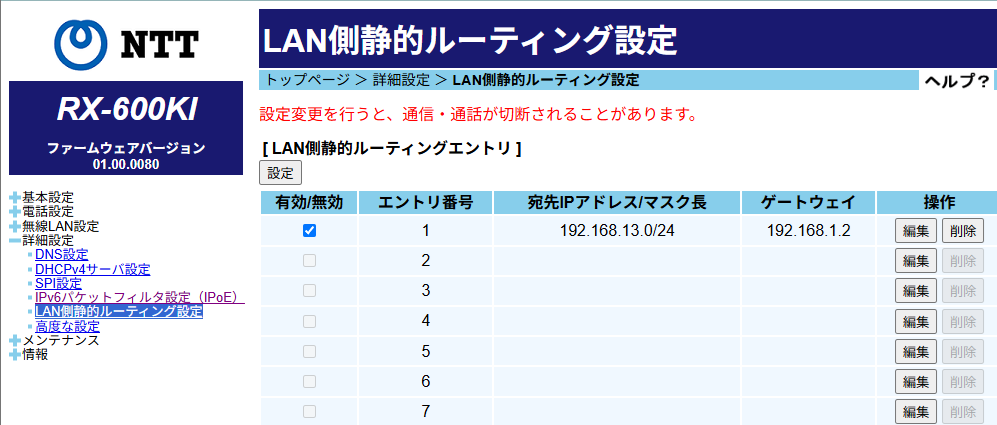 NTT
RX-600KI
ファームウェアバージョン
01.00.0080
基本設定
電話設定
無線LAN設定
詳細設定
DNS設定
DHCPv4サーバ設定
SPI設定
IPv6パケットフィルタ設定（IPoE）
LAN側静的ルーティング設定
高度な設定
メンテナンス
情報
LAN側静的ルーティング設定
トップページ ＞ 詳細設定 ＞ LAN側静的ルーティング設定 ヘルプ？
設定変更を行うと、通信・通話が切断されることがあります。
[ LAN側静的ルーティングエントリ ]
設定
有効/無効 エントリ番号 宛先IPアドレス/マスク長 ゲートウェイ 操作
1 192.168.13.0/24 192.168.1.2 編集 削除
2 編集 削除
3 編集 削除
4 編集 削除
5 編集 削除
6 編集 削除
7 編集 削除